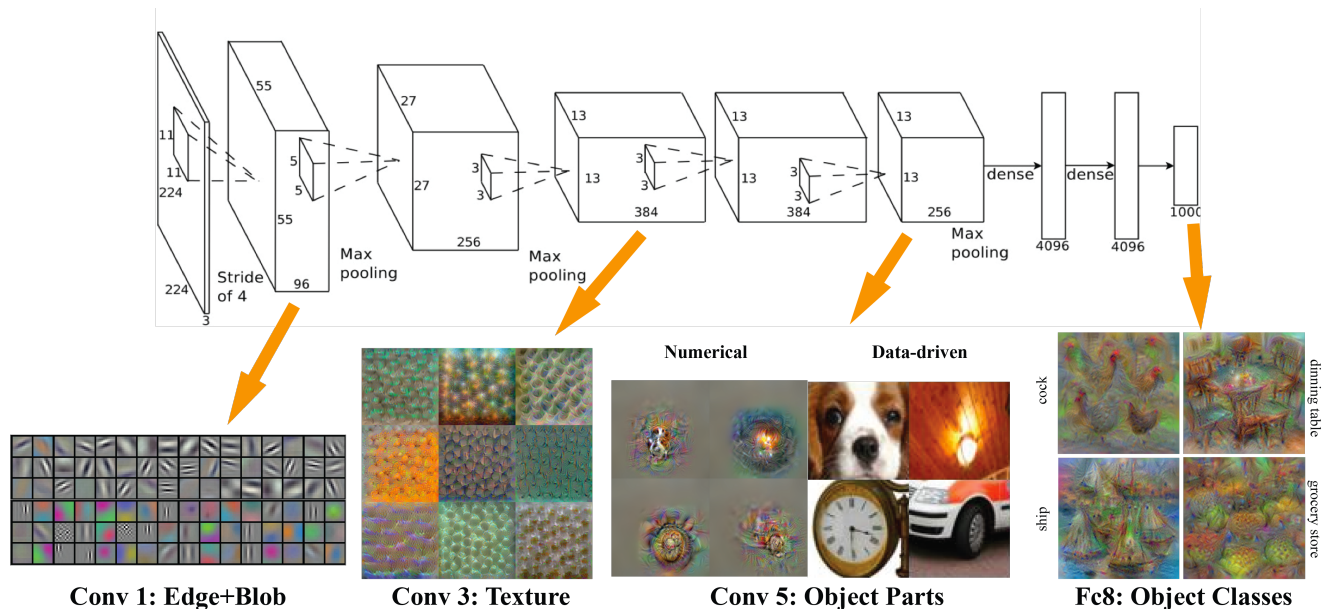 11
11
224
224
3
Stride
of 4
55
55
5
5
96
Max
pooling
27
27
3
3
256
Max
pooling
13
13
3
3
384
13
13
3
3
384
13
13
256
Max
pooling
dense
4096
dense
4096
1000
Numerical
Data-driven
cock
dinning table
ship
grocery store
Conv 1: Edge+Blob
Conv 3: Texture
Conv 5: Object Parts
Fc8: Object Classes